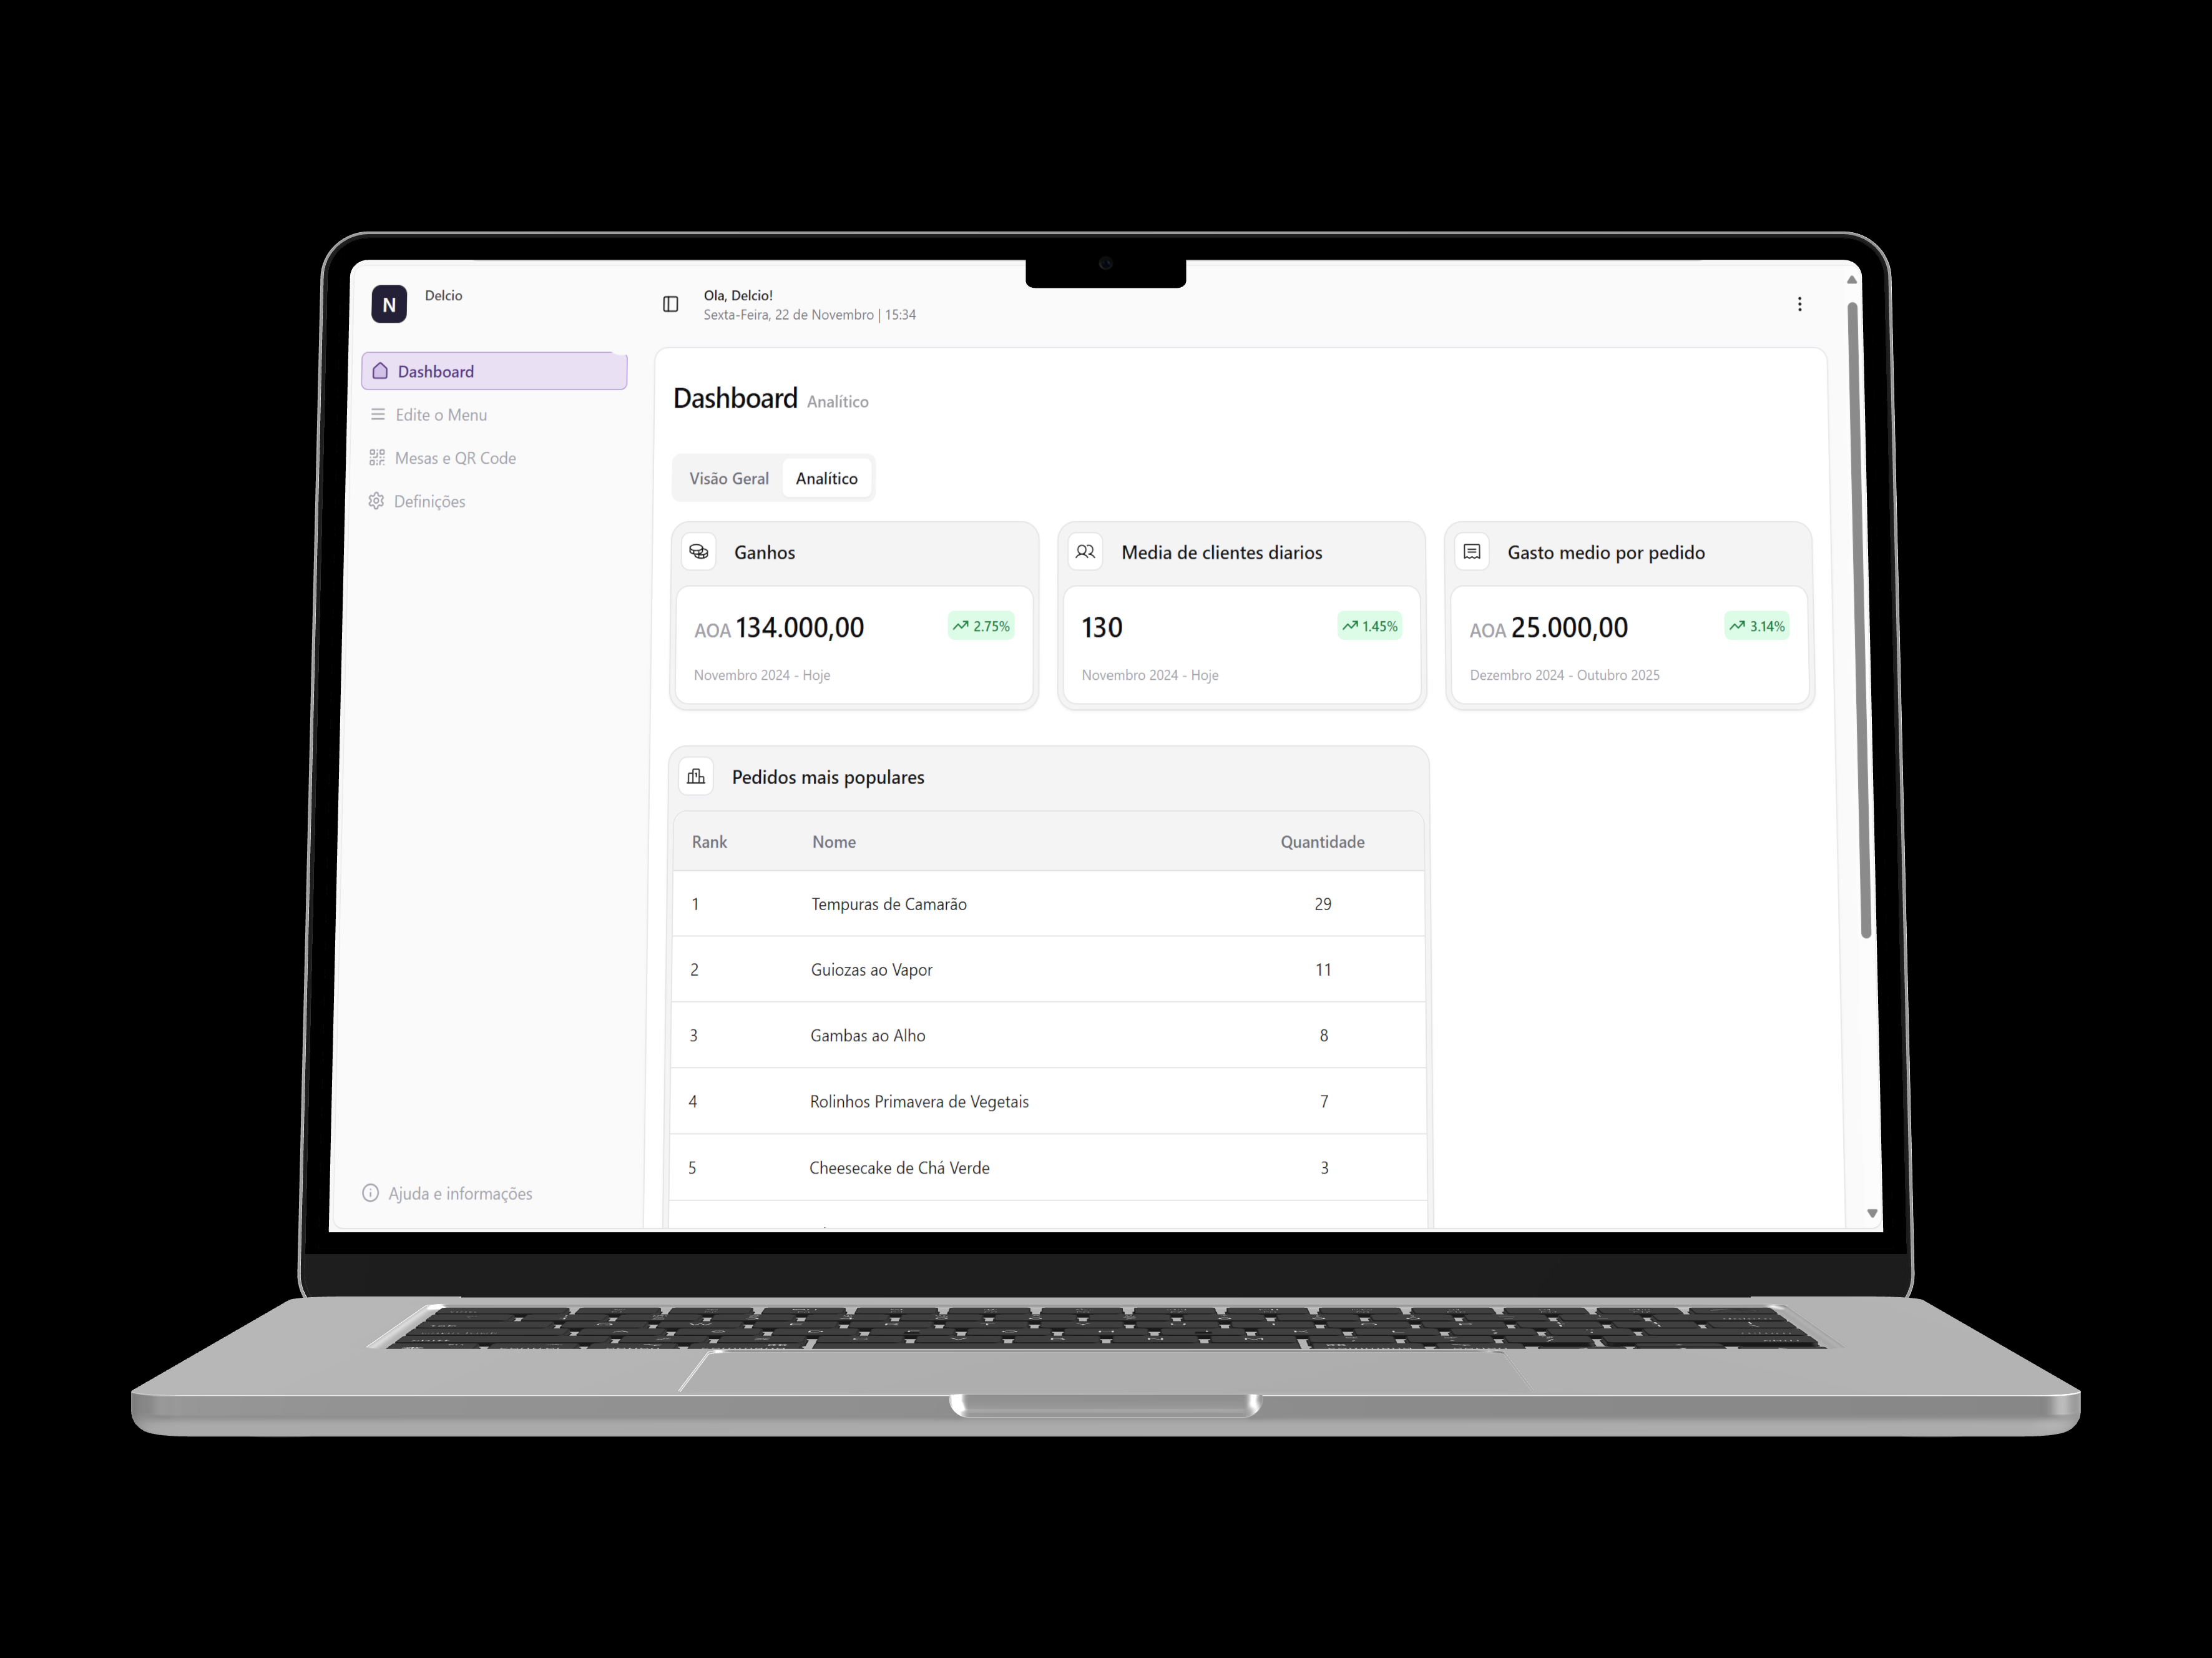 N
Delcio
Dashboard
Edite o Menu
Mesas e QR Code
Definições
Ajuda e informações
Ola, Delcio!
Sexta-Feira, 22 de Novembro | 15:34
Dashboard Analítico
Visão Geral Analítico
Ganhos
AOA 134.000,00 2.75%
Novembro 2024 - Hoje
Media de clientes diarios
130 1.45%
Novembro 2024 - Hoje
Gasto medio por pedido
AOA 25.000,00 3.14%
Dezembro 2024 - Outubro 2025
Pedidos mais populares
Rank Nome Quantidade
1 Tempuras de Camarão 29
2 Guiozas ao Vapor 11
3 Gambas ao Alho 8
4 Rolinhos Primavera de Vegetais 7
5 Cheesecake de Chá Verde 3